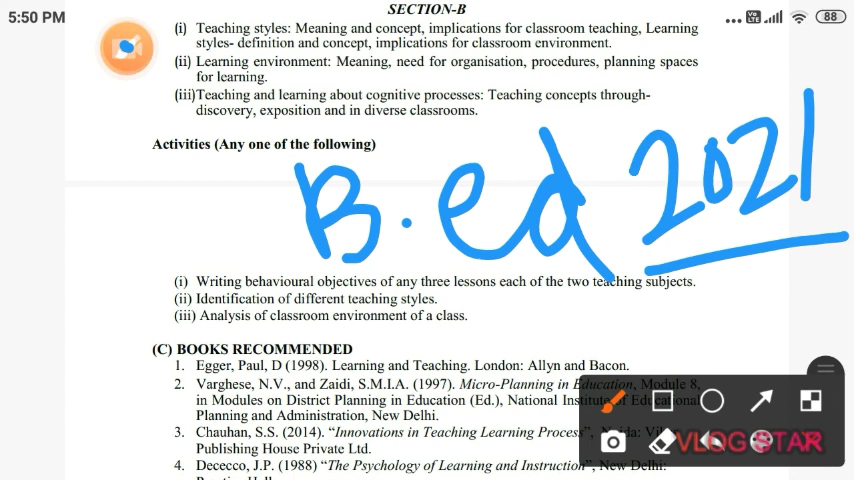 5:50 PM
... Vo LTE 88
SECTION-B
(i) Teaching styles: Meaning and concept, implications for classroom teaching, Learning
styles- definition and concept, implications for classroom environment.
(ii) Learning environment: Meaning, need for organisation, procedures, planning spaces
for learning.
(iii)Teaching and learning about cognitive processes: Teaching concepts through-
discovery, exposition and in diverse classrooms.
Activities (Any one of the following)
B.ed 2021
(i) Writing behavioural objectives of any three lessons each of the two teaching subjects.
(ii) Identification of different teaching styles.
(iii) Analysis of classroom environment of a class.
(C) BOOKS RECOMMENDED
1. Egger, Paul, D (1998). Learning and Teaching. London: Allyn and Bacon.
2. Varghese, N.V., and Zaidi, S.M.I.A. (1997). Micro-Planning in Education, Module 8,
in Modules on District Planning in Education (Ed.), National Institute of Educational
Planning and Administration, New Delhi.
3. Chauhan, S.S. (2014). “Innovations in Teaching Learning Process”,
Publishing House Private Ltd.
VLOG STAR
4. Dececco, J.P. (1988) “The Psychology of Learning and Instruction”, New Delhi: